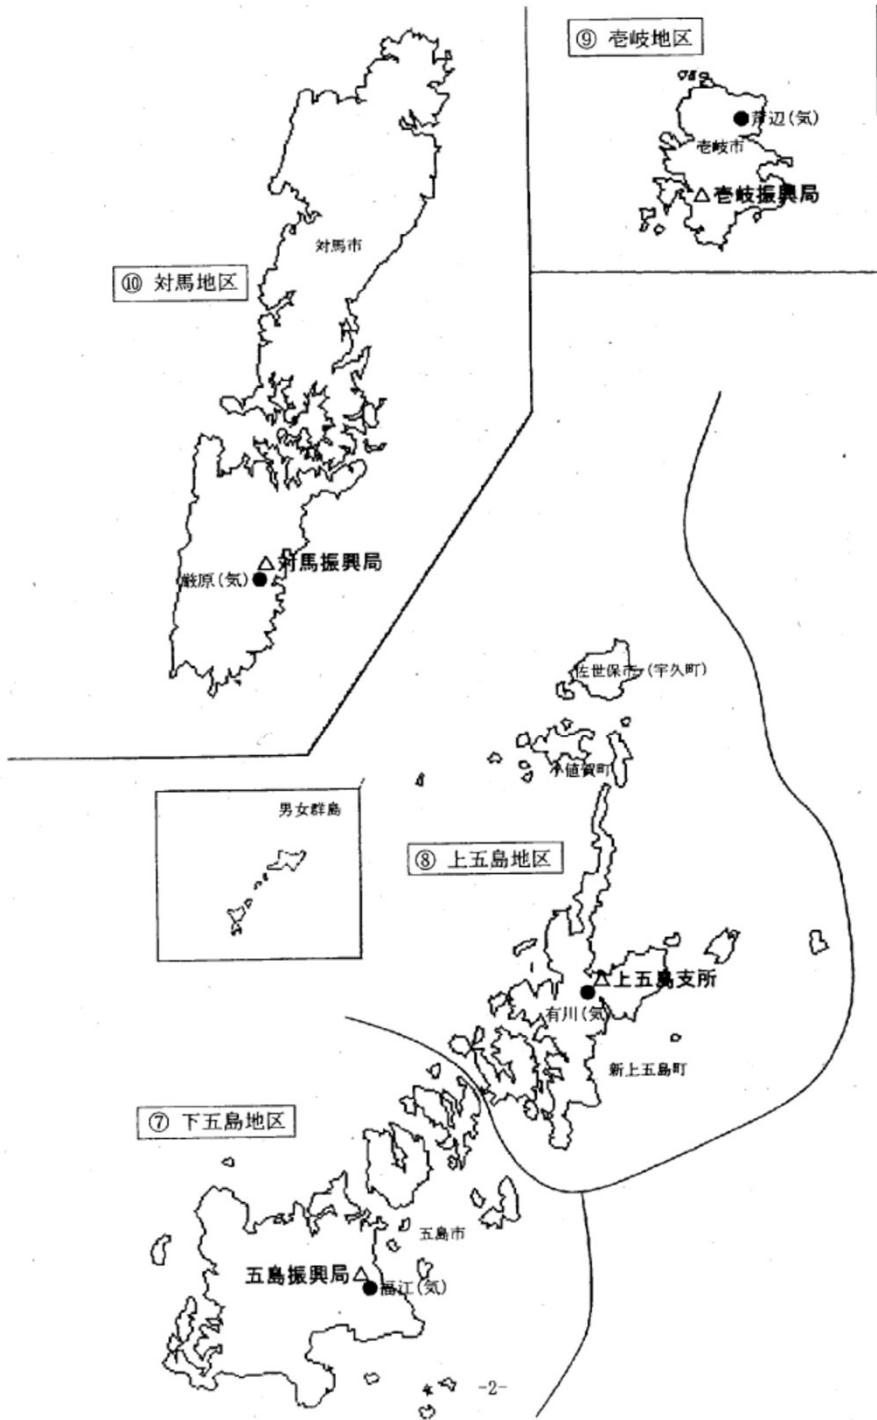 ⑨ 壱岐地区
芦辺(気)
壱岐市
△壱岐振興局
対馬市
⑩ 対馬地区
△対馬振興局
厳原(気)
佐世保市(宇久町)
小値賀町
男女群島
⑧ 上五島地区
△上五島支所
有川(気)
新上五島町
⑦ 下五島地区
五島市
五島振興局△
福江(気)
-2-